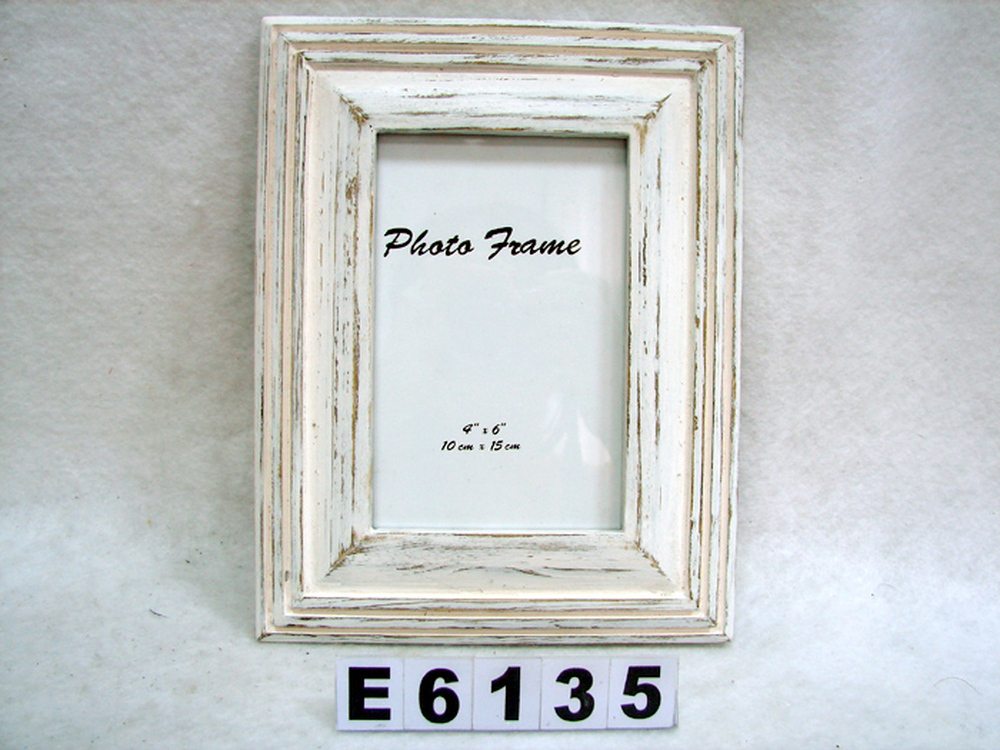 Photo Frame
4" x 6"
10 cm x 15 cm
E6135